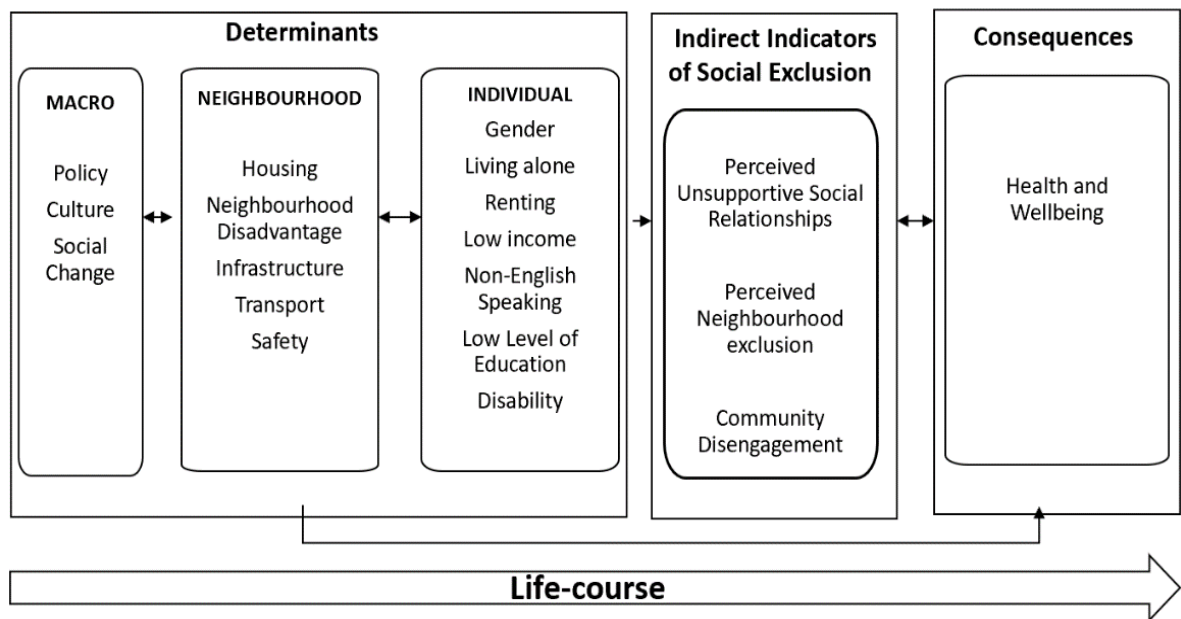 Determinants
MACRO
Policy
Culture
Social
Change
NEIGHBOURHOOD
Housing
Neighbourhood
Disadvantage
Infrastructure
Transport
Safety
INDIVIDUAL
Gender
Living alone
Renting
Low income
Non-English
Speaking
Low Level of
Education
Disability
Indirect Indicators
of Social Exclusion
Perceived
Unsupportive Social
Relationships
Perceived
Neighbourhood
exclusion
Community
Disengagement
Consequences
Health and
Wellbeing
Life-course